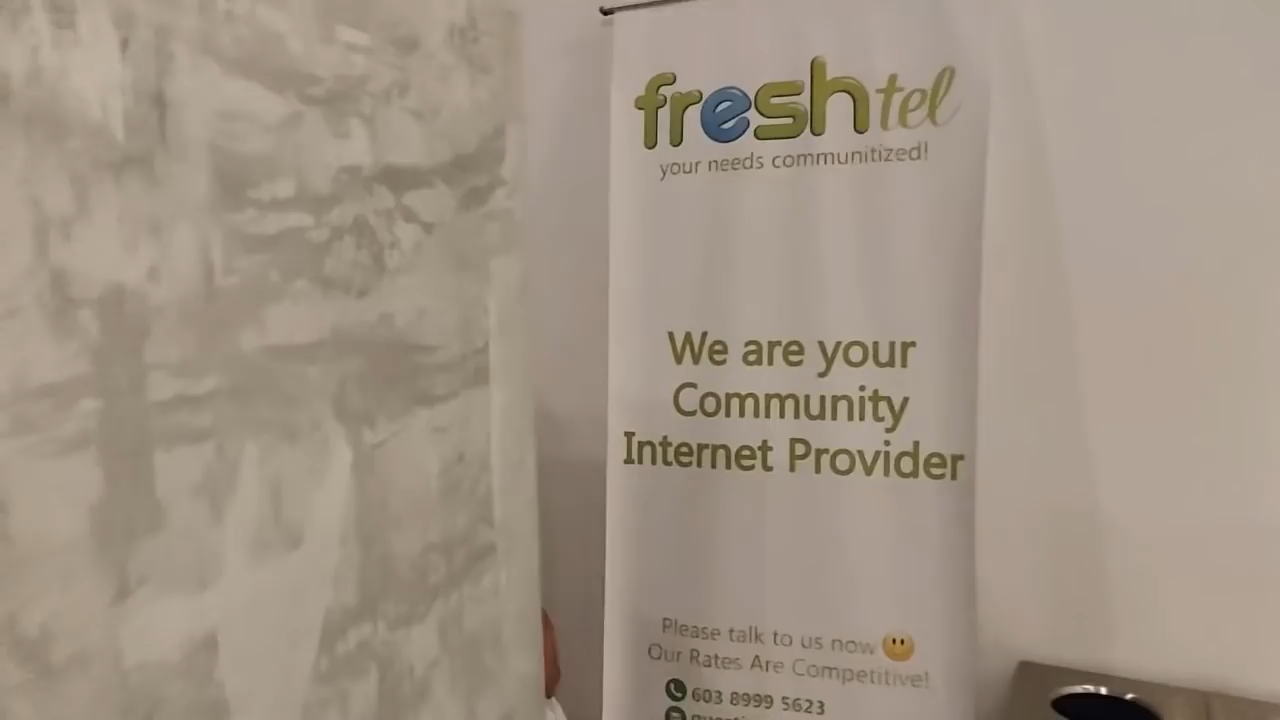 freshtel
your needs communitized!
We are your
Community
Internet Provider
Please talk to us now 🙂
Our Rates Are Competitive!
603 8999 5623